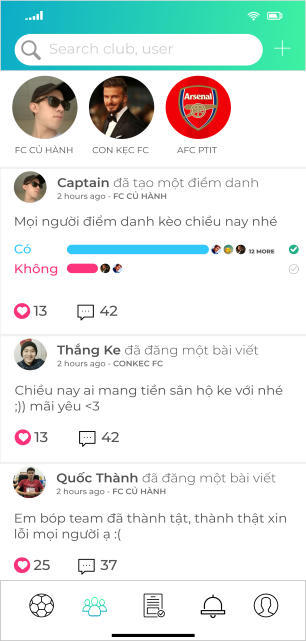 Search club, user
Arsenal
FC CỦ HÀNH
CON KẸC FC
AFC PTIT
Captain đã tạo một điểm danh
2 hours ago - FC CỦ HÀNH
Mọi người điểm danh kèo chiều nay nhé
Có
12 MORE
Không
13
42
Thắng Ke đã đăng một bài viết
2 hours ago - CONKEC FC
Chiều nay ai mang tiền sân hộ ke với nhé
;)) mãi yêu <3
13
42
Quốc Thành đã đăng một bài viết
2 hours ago - FC CỦ HÀNH
Em bóp team đã thành tật, thành thật xin
lỗi mọi người ạ :(
25
37